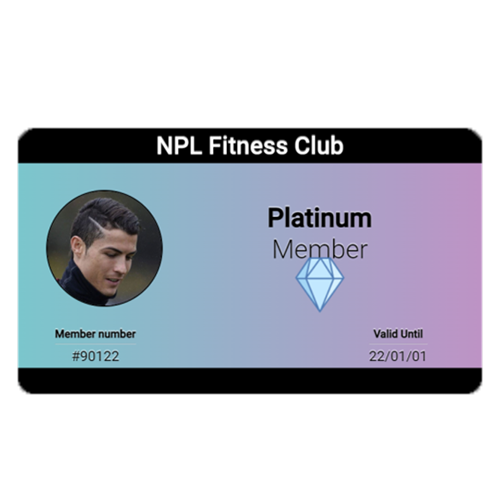 NPL Fitness Club
Platinum
Member
Member number
#90122
Valid Until
22/01/01